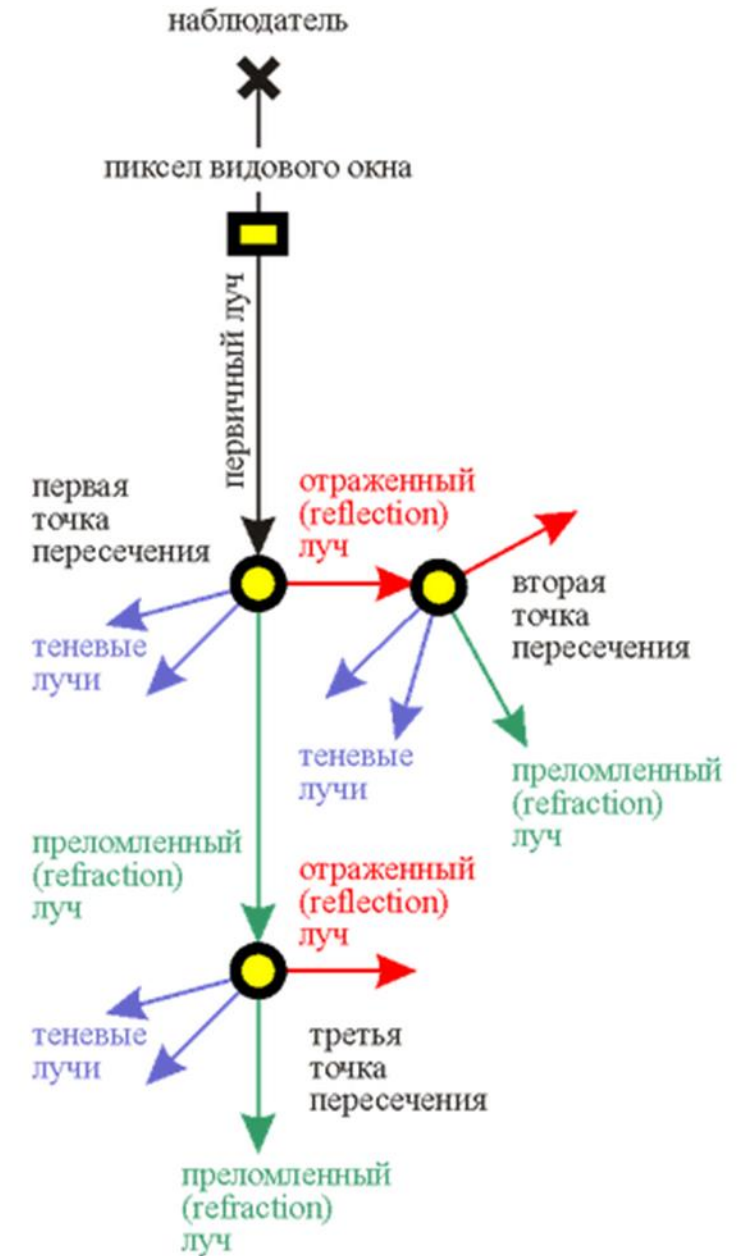 наблюдатель
пиксел видового окна
первичный луч
первая
точка
пересечения
отраженный
(reflection)
луч
вторая
точка
пересечения
теневые
лучи
теневые
лучи
преломленный
(refraction)
луч
преломленный
(refraction)
луч
отраженный
(reflection)
луч
теневые
лучи
третья
точка
пересечения
преломленный
(refraction)
луч